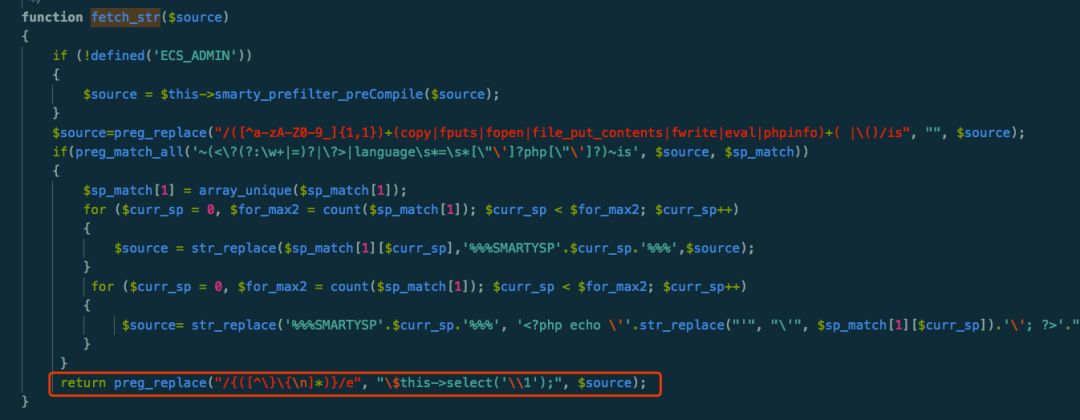 function fetch_str($source)
{
if (!defined('ECS_ADMIN'))
{
$source = $this->smarty_prefilter_preCompile($source);
}
$source=preg_replace("/([^a-zA-Z0-9_]{1,1})+(copy|fputs|fopen|file_put_contents|fwrite|eval|phpinfo)+( |\()/is", "", $source);
if(preg_match_all('~(<\?(?:\w+|=)?|\?>|language\s*=\s*[\"\']?php[\"\']?)~is', $source, $sp_match))
{
$sp_match[1] = array_unique($sp_match[1]);
for ($curr_sp = 0, $for_max2 = count($sp_match[1]); $curr_sp < $for_max2; $curr_sp++)
{
$source = str_replace($sp_match[1][$curr_sp],'%%%SMARTYSP'.$curr_sp.'%%%',$source);
}
for ($curr_sp = 0, $for_max2 = count($sp_match[1]); $curr_sp < $for_max2; $curr_sp++)
{
$source= str_replace('%%%SMARTYSP'.$curr_sp.'%%%', '<?php echo \''.str_replace("'", "\'", $sp_match[1][$curr_sp]).'\'; ?>'."
}
}
return preg_replace("/{([^\}\{\n]*)}/e", "\$this->select('\\1');", $source);
}